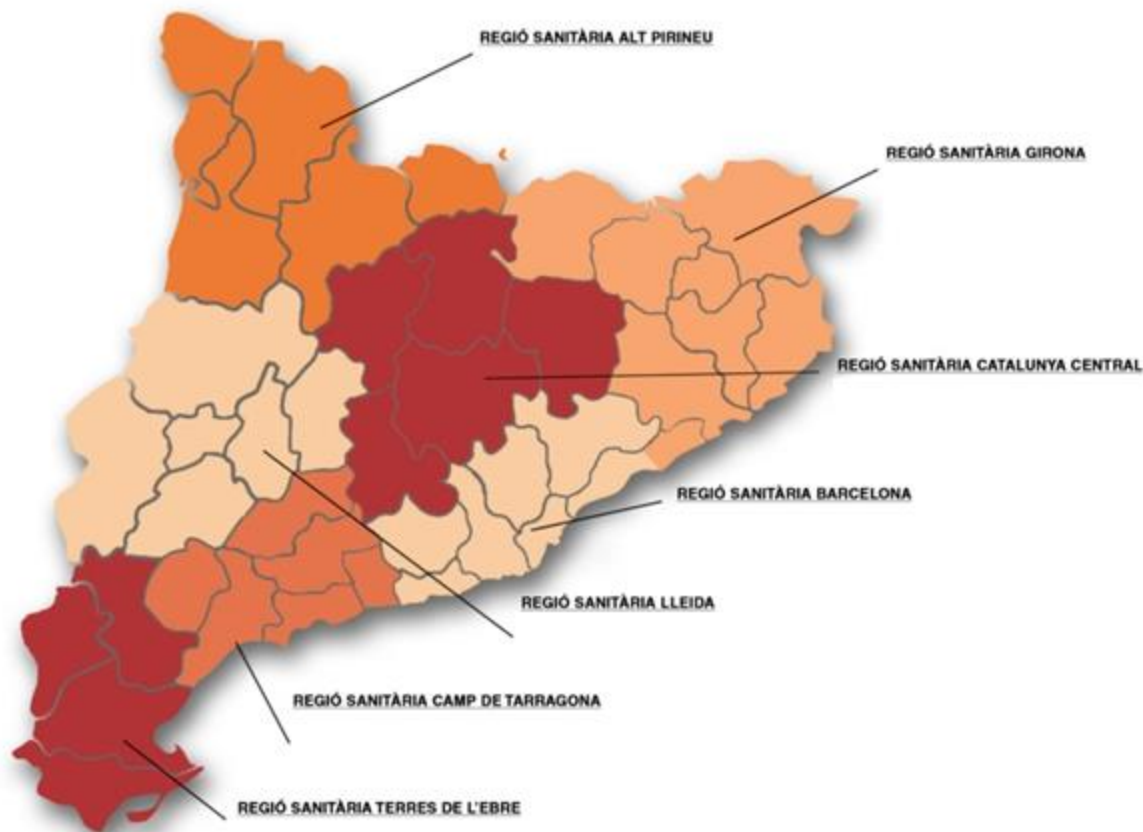 REGIÓ SANITÀRIA ALT PIRINEU
REGIÓ SANITÀRIA GIRONA
REGIÓ SANITÀRIA CATALUNYA CENTRAL
REGIÓ SANITÀRIA BARCELONA
REGIÓ SANITÀRIA LLEIDA
REGIÓ SANITÀRIA CAMP DE TARRAGONA
REGIÓ SANITÀRIA TERRES DE L'EBRE